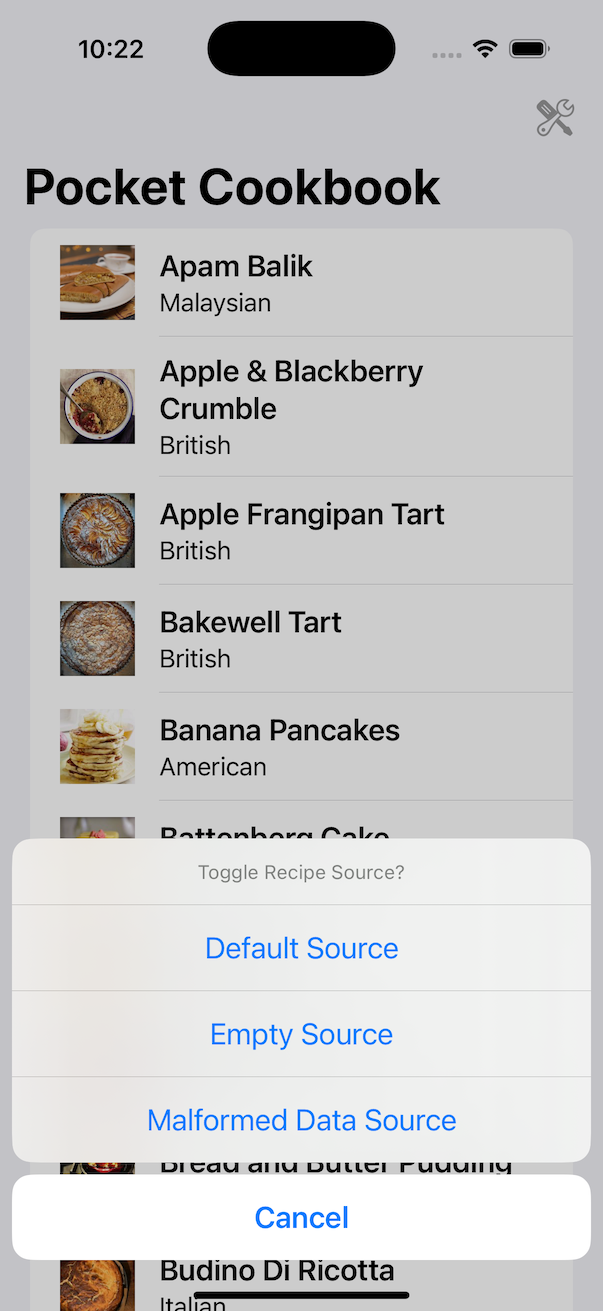 10:22
Pocket Cookbook
Apam Balik
Malaysian
Apple & Blackberry
Crumble
British
Apple Frangipan Tart
British
Bakewell Tart
British
Banana Pancakes
American
Battenberg Cake
Toggle Recipe Source?
Default Source
Empty Source
Malformed Data Source
Bread and Butter Pudding
Cancel
Budino Di Ricotta
Italian